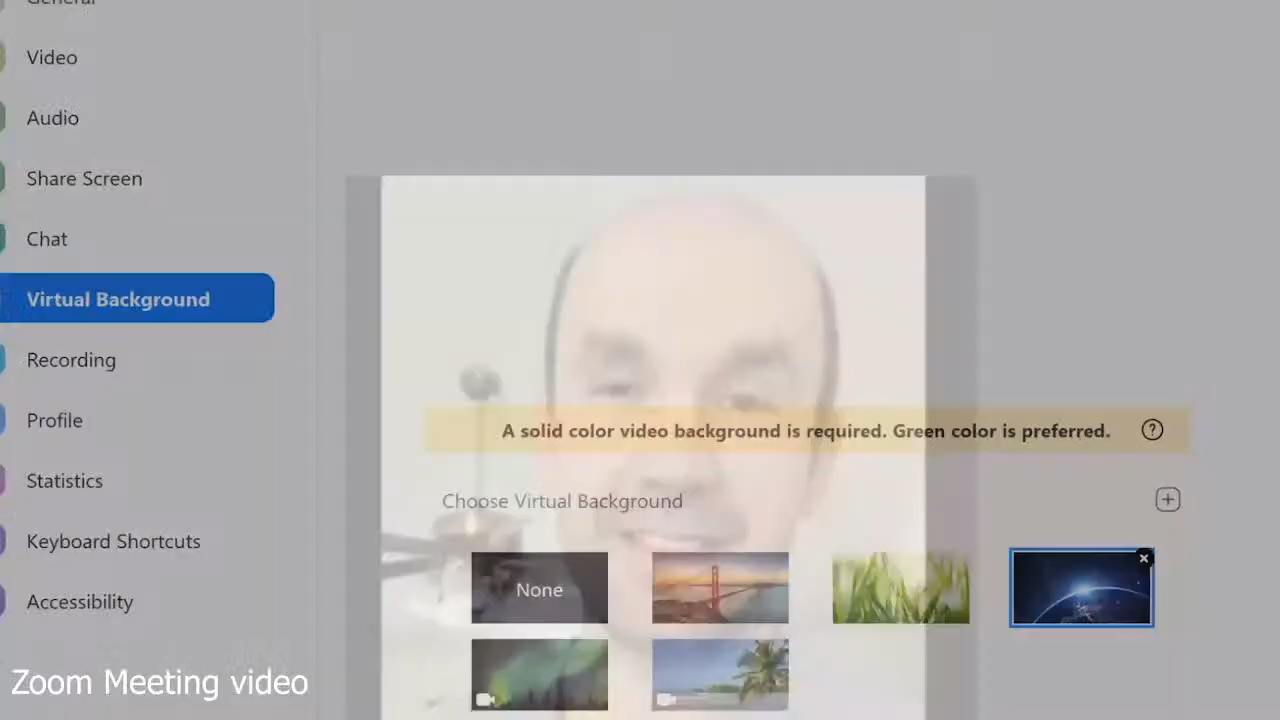 General
Video
Audio
Share Screen
Chat
Virtual Background
Recording
Profile
Statistics
Keyboard Shortcuts
Accessibility
A solid color video background is required. Green color is preferred.
Choose Virtual Background
None
Zoom Meeting video